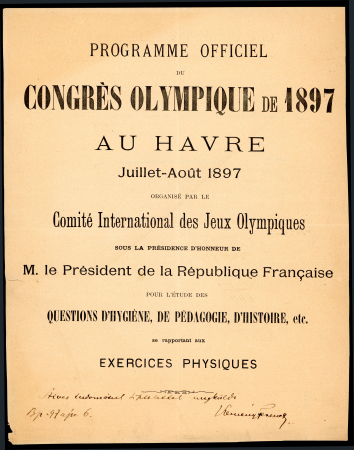 PROGRAMME OFFICIEL
DU
CONGRÈS OLYMPIQUE DE 1897
AU HAVRE
Juillet-Août 1897
ORGANISÉ PAR LE
Comité International des Jeux Olympiques
SOUS LA PRÉSIDENCE D'HONNEUR DE
M. le Président de la République Française
POUR L'ÉTUDE DES
QUESTIONS D'HYGIÈNE, DE PÉDAGOGIE, D'HISTOIRE, etc.
se rapportant aux
EXERCICES PHYSIQUES